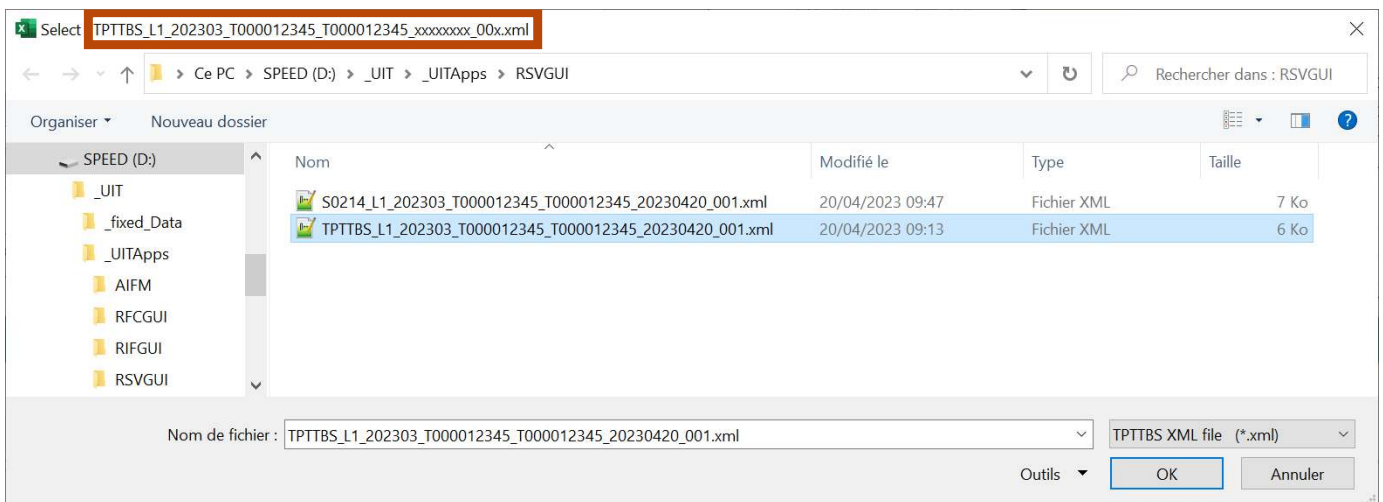 Select TPTTBS_L1_202303_T000012345_T000012345_xxxxxxxx_00x.xml
Ce PC > SPEED (D:) > _UIT > _UITApps > RSVGUI
Rechercher dans : RSVGUI
Organiser Nouveau dossier
SPEED (D:)
_UIT
_fixed_Data
_UITApps
AIFM
RFCGUI
RIFGUI
RSVGUI
Nom Modifié le Type Taille
S0214_L1_202303_T000012345_T000012345_20230420_001.xml 20/04/2023 09:47 Fichier XML 7 Ko
TPTTBS_L1_202303_T000012345_T000012345_20230420_001.xml 20/04/2023 09:13 Fichier XML 6 Ko
Nom de fichier : TPTTBS_L1_202303_T000012345_T000012345_20230420_001.xml TPTTBS XML file (*.xml)
Outils OK Annuler